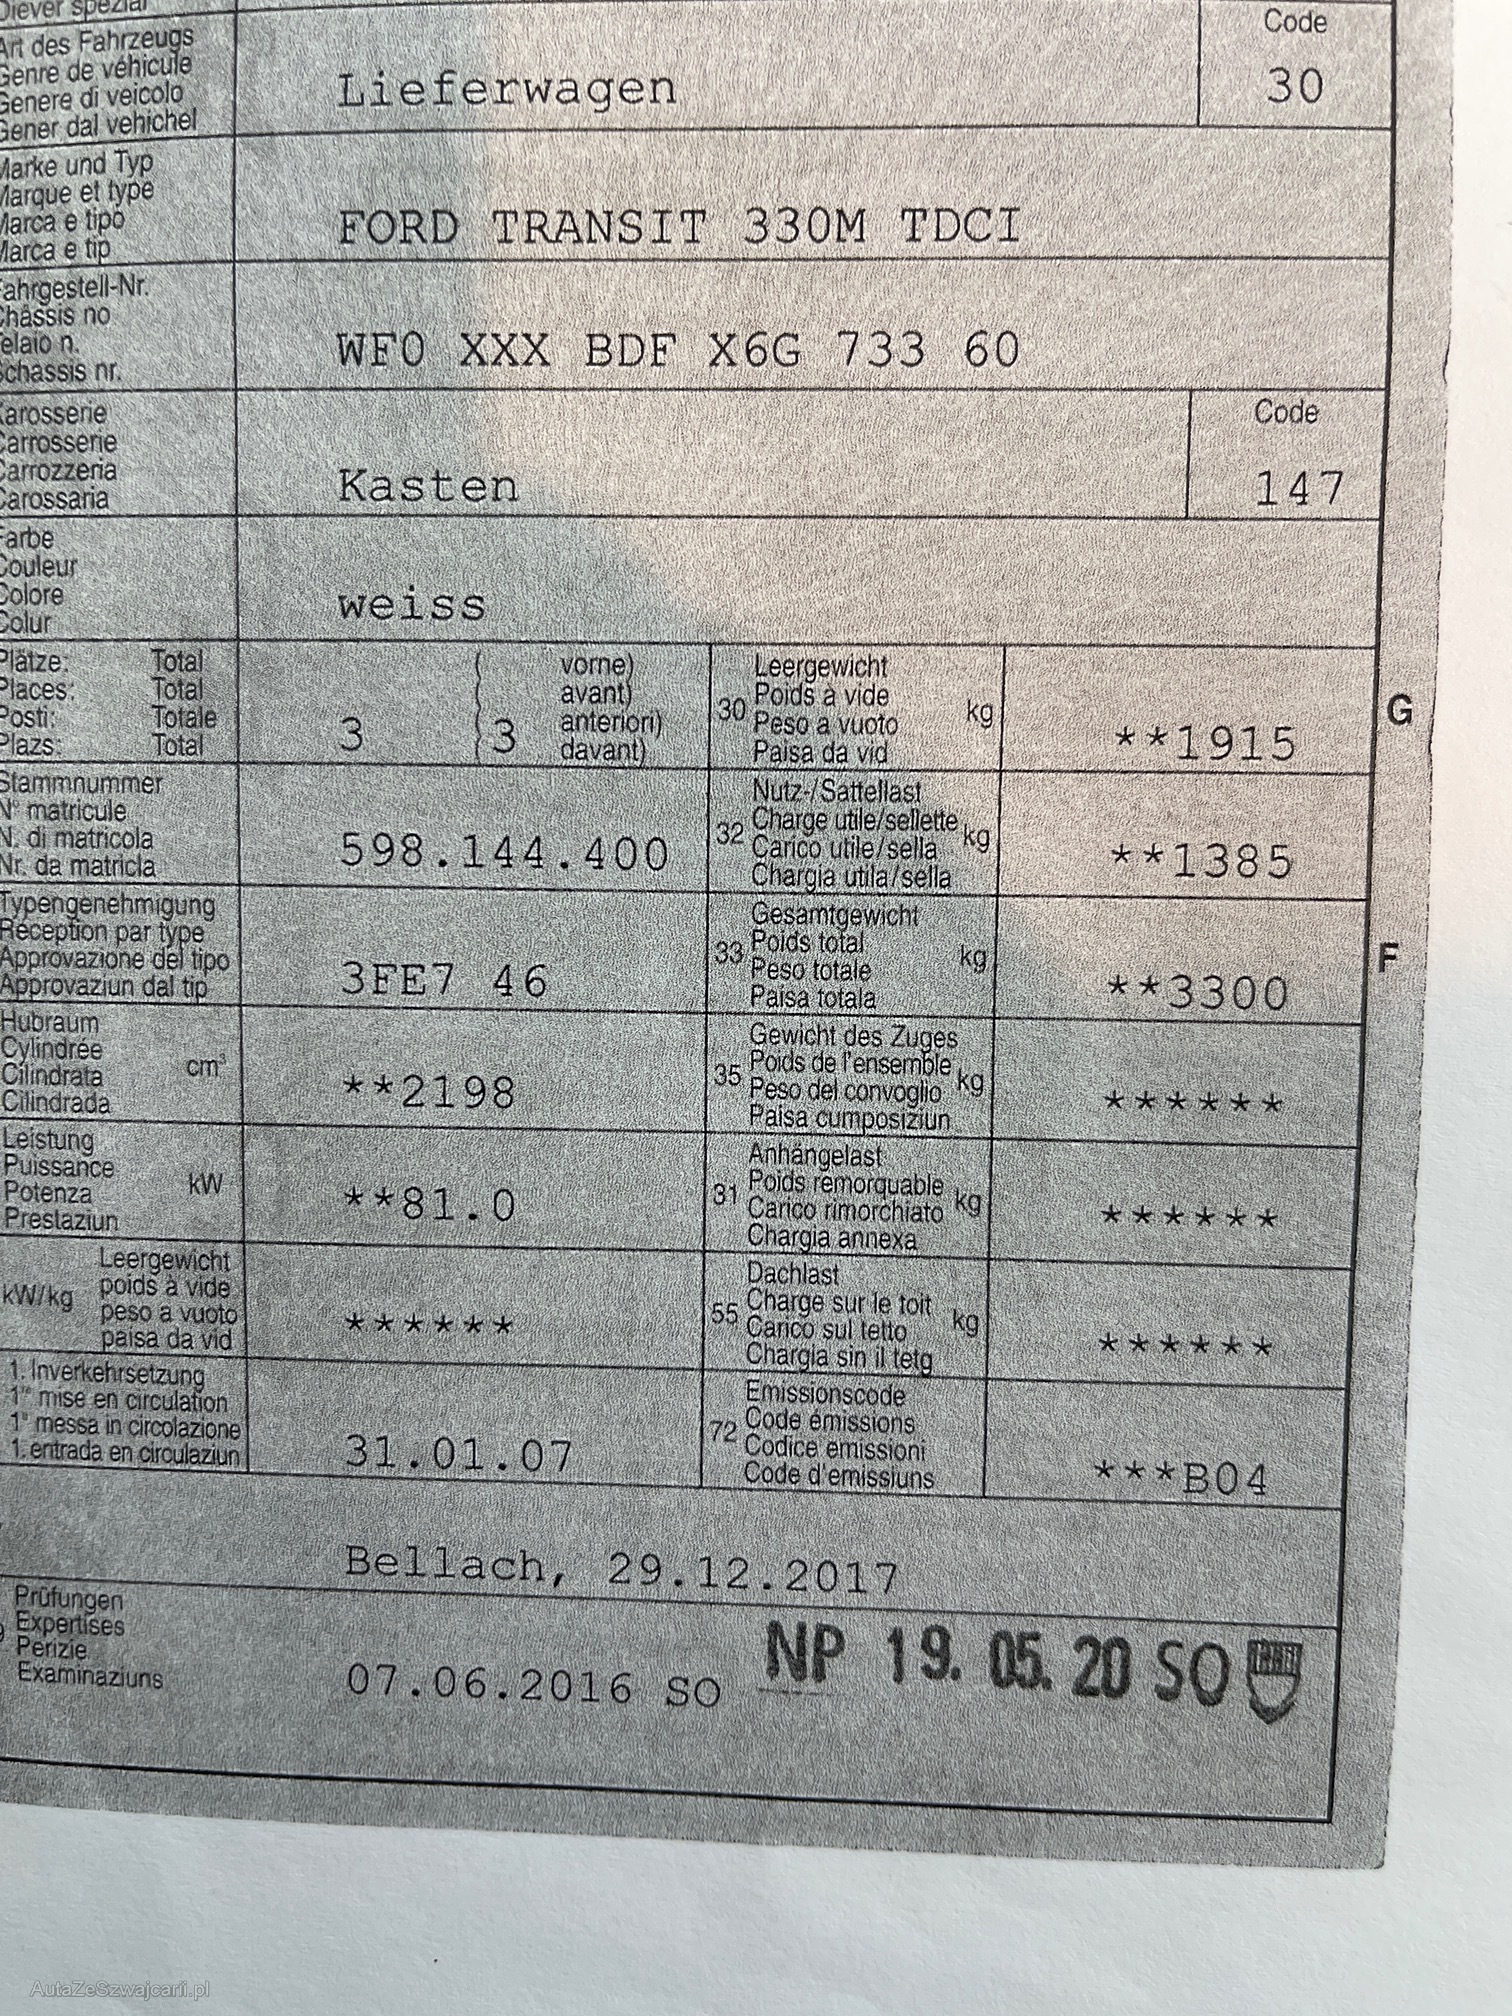 Diever spezial
Art des Fahrzeugs
Genre de véhicule
Genere di veicolo
Gener dal vehichel
Lieferwagen
Code
30
Marke und Typ
Marque et type
Marca e tipo
Marca e tip
FORD TRANSIT 330M TDCI
Fahrgestell-Nr.
Châssis no
Telaio n.
Schassis nr.
WF0 XXX BDF X6G 733 60
Karosserie
Carrosserie
Carrozzeria
Carossaria
Kasten
Code
147
Farbe
Couleur
Colore
Colur
weiss
Plätze: Total
Places: Total
Posti: Totale
Plazs: Total
3
3
vorne)
avant)
anteriori)
davant)
30
Leergewicht
Poids à vide
Peso a vuoto
Paisa da vid
kg
**1915
G
Stammnummer
N° matricule
N. di matricola
Nr. da matricla
598.144.400
32
Nutz-/Sattellast
Charge utile/sellette
Carico utile/sella
Chargia utila/sella
kg
**1385
Typengenehmigung
Réception par type
Approvazione del tipo
Approvaziun dal tip
3FE7 46
33
Gesamtgewicht
Poids total
Peso totale
Paisa totala
kg
**3300
F
Hubraum
Cylindrée
Cilindrata
Cilindrada
cm³
**2198
35
Gewicht des Zuges
Poids de l'ensemble
Peso del convoglio
Paisa cumposiziun
kg
******
Leistung
Puissance
Potenza
Prestaziun
kW
**81.0
31
Anhängelast
Poids remorquable
Carico rimorchiato
Chargia annexa
kg
******
kW/kg
Leergewicht
poids à vide
peso a vuoto
paisa da vid
******
55
Dachlast
Charge sur le toit
Carico sul tetto
Chargia sin il tetg
kg
******
1. Inverkehrsetzung
1re mise en circulation
1a messa in circolazione
1. entrada en circulaziun
31.01.07
72
Emissionscode
Code émissions
Codice emissioni
Code d'emissiuns
***B04
Bellach, 29.12.2017
Prüfungen
Expertises
Perizie
Examinaziuns
07.06.2016 SO
NP 19. 05. 20 SO
AutaZeSzwajcarii.pl